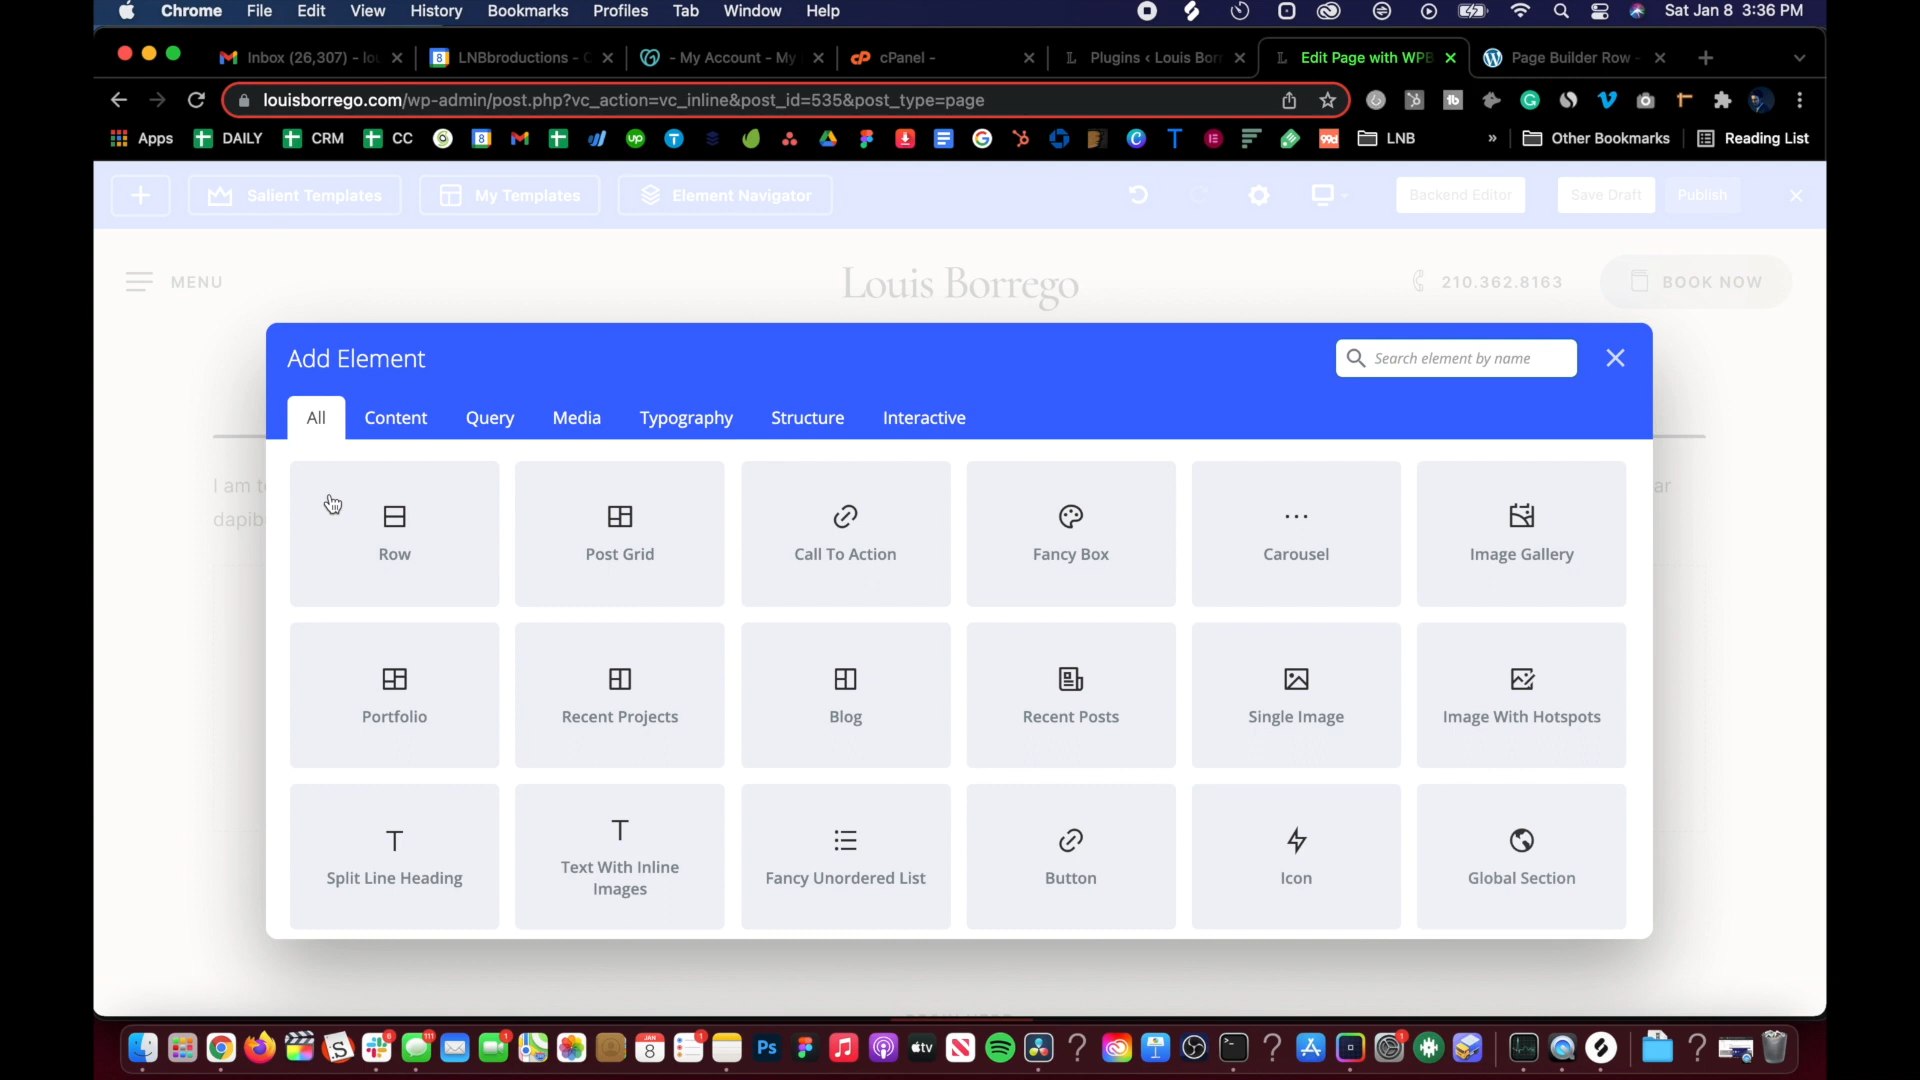 Chrome File Edit View History Bookmarks Profiles Tab Window Help Sat Jan 8 3:36 PM
Inbox (26,307) - lo LNBbroductions - C - My Account - My cPanel - Plugins ‹ Louis Borr Edit Page with WPB Page Builder Row -
louisborrego.com/wp-admin/post.php?vc_action=vc_inline&post_id=535&post_type=page
Apps DAILY CRM CC LNB » Other Bookmarks Reading List
Salient Templates My Templates Element Navigator Backend Editor Save Draft Publish
MENU Louis Borrego 210.362.8163 BOOK NOW
Add Element Search element by name
All Content Query Media Typography Structure Interactive
I am t ar
dapib
Row Post Grid Call To Action Fancy Box Carousel Image Gallery
Portfolio Recent Projects Blog Recent Posts Single Image Image With Hotspots
Split Line Heading Text With Inline Images Fancy Unordered List Button Icon Global Section